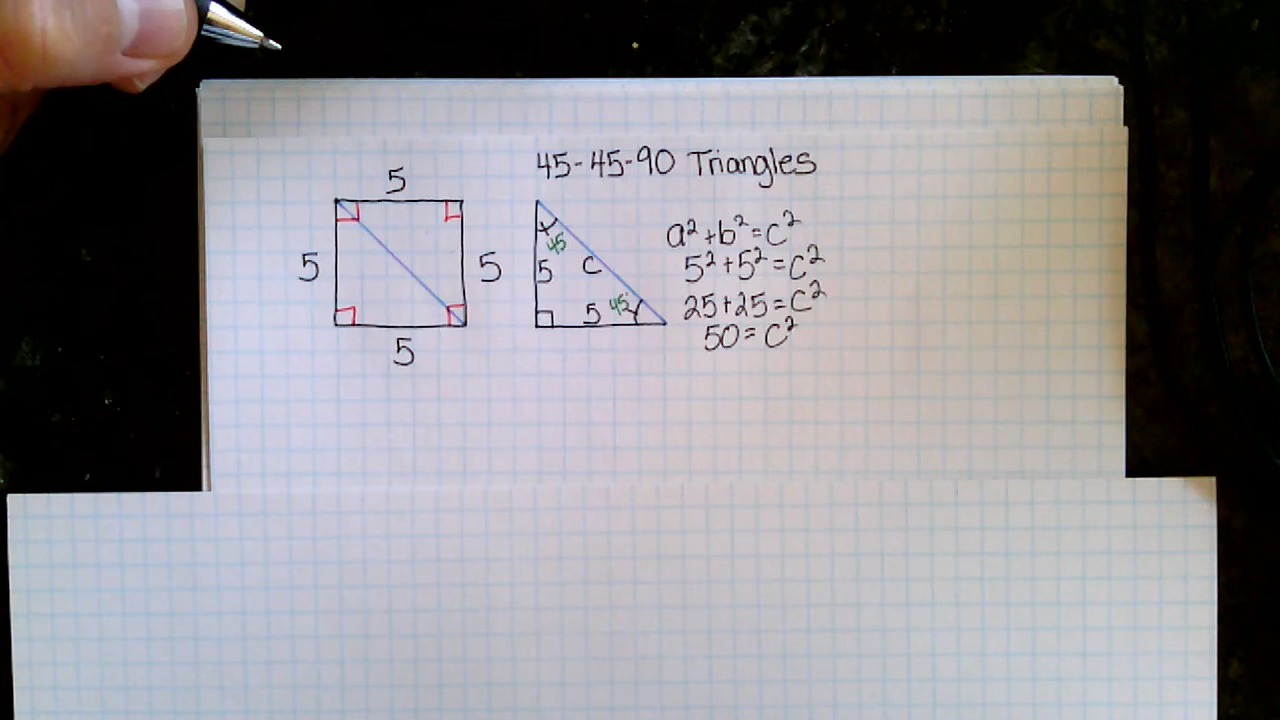 45-45-90 Triangles
5
5
5
5
45
5
c
5
45°
a²+b²=c²
5²+5²=c²
25+25=c²
50=c²